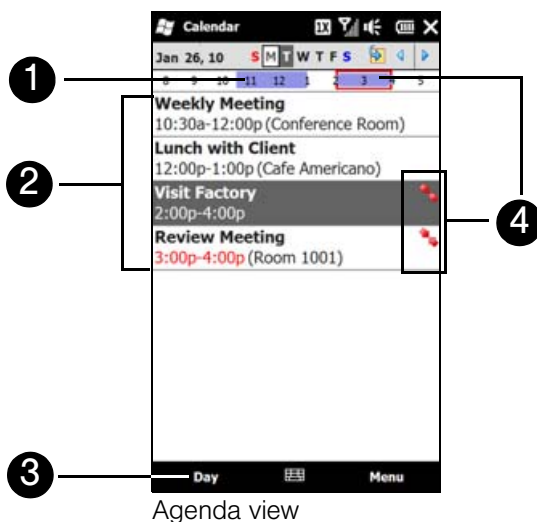 Calendar 1X
Jan 26, 10 S M T W T F S
8 9 10 11 12 1 2 3 4 5
1
Weekly Meeting
10:30a-12:00p (Conference Room)
Lunch with Client
12:00p-1:00p (Cafe Americano)
2
Visit Factory
2:00p-4:00p
4
Review Meeting
3:00p-4:00p (Room 1001)
3
Day Menu
Agenda view